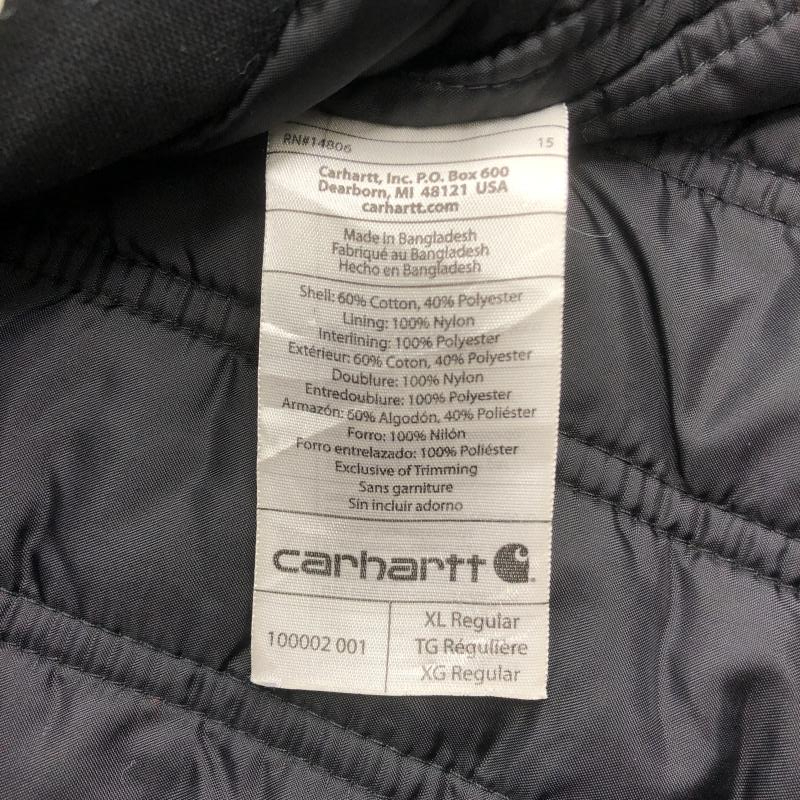 RN#14806 15
Carhartt, Inc. P.O. Box 600
Dearborn, MI 48121 USA
carhartt.com
Made in Bangladesh
Fabriqué au Bangladesh
Hecho en Bangladesh
Shell: 60% Cotton, 40% Polyester
Lining: 100% Nylon
Interlining: 100% Polyester
Extérieur: 60% Coton, 40% Polyester
Doublure: 100% Nylon
Entredoublure: 100% Polyester
Armazón: 60% Algodón, 40% Poliéster
Forro: 100% Nilón
Forro entrelazado: 100% Poliéster
Exclusive of Trimming
Sans garniture
Sin incluir adorno
carhartt
100002 001
XL Regular
TG Régulière
XG Regular